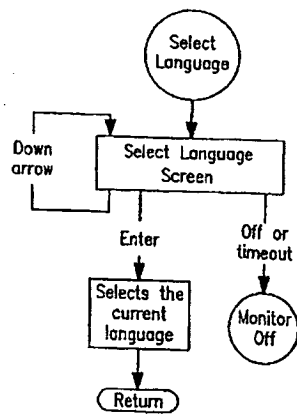 Select
Language
Down
arrow
Select Language
Screen
Enter
Off or
timeout
Selects the
current
language
Monitor
Off
Return